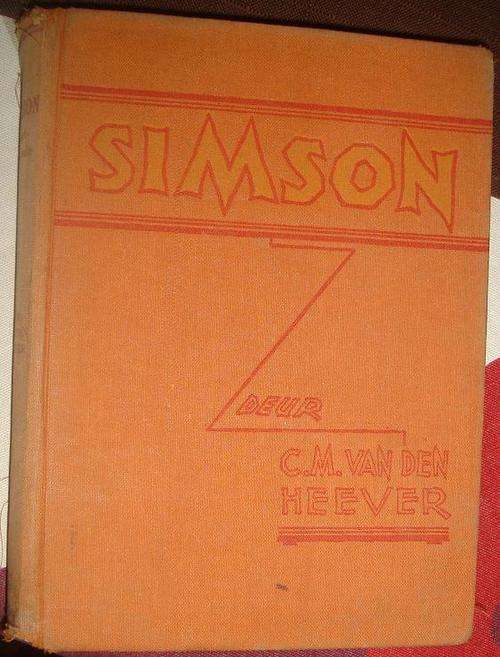 SIMSON
DEUR
C.M. VAN DEN
HEEVER